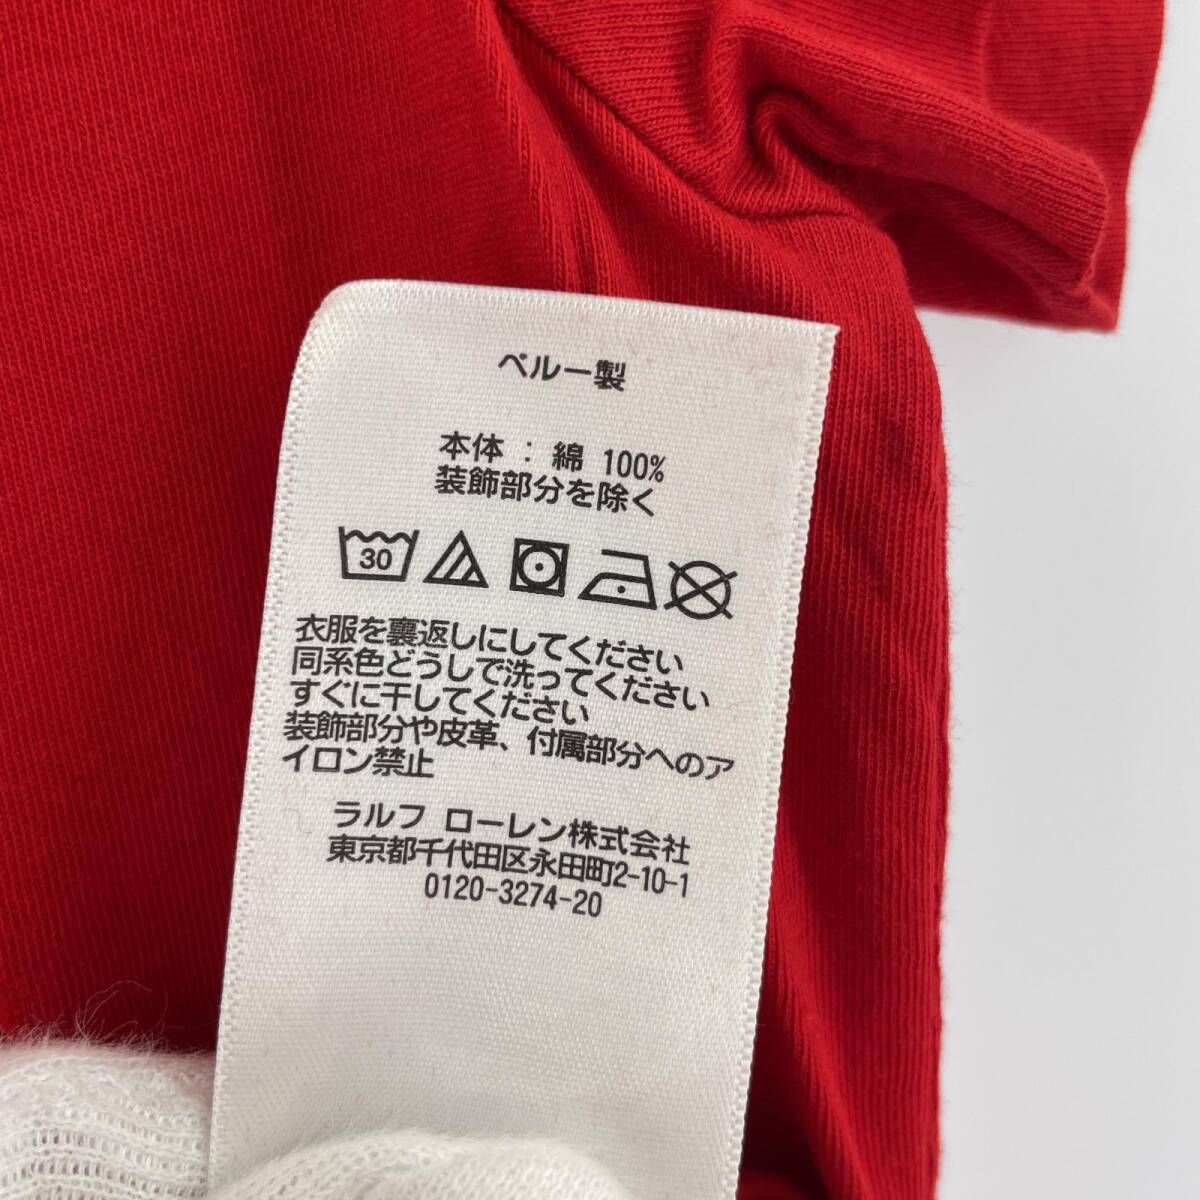 ペルー製
本体 : 綿 100%
装飾部分を除く
30
衣服を裏返しにしてください
同系色どうしで洗ってください
すぐに干してください
装飾部分や皮革、付属部分へのア
イロン禁止
ラルフ ローレン株式会社
東京都千代田区永田町2-10-1
0120-3274-20